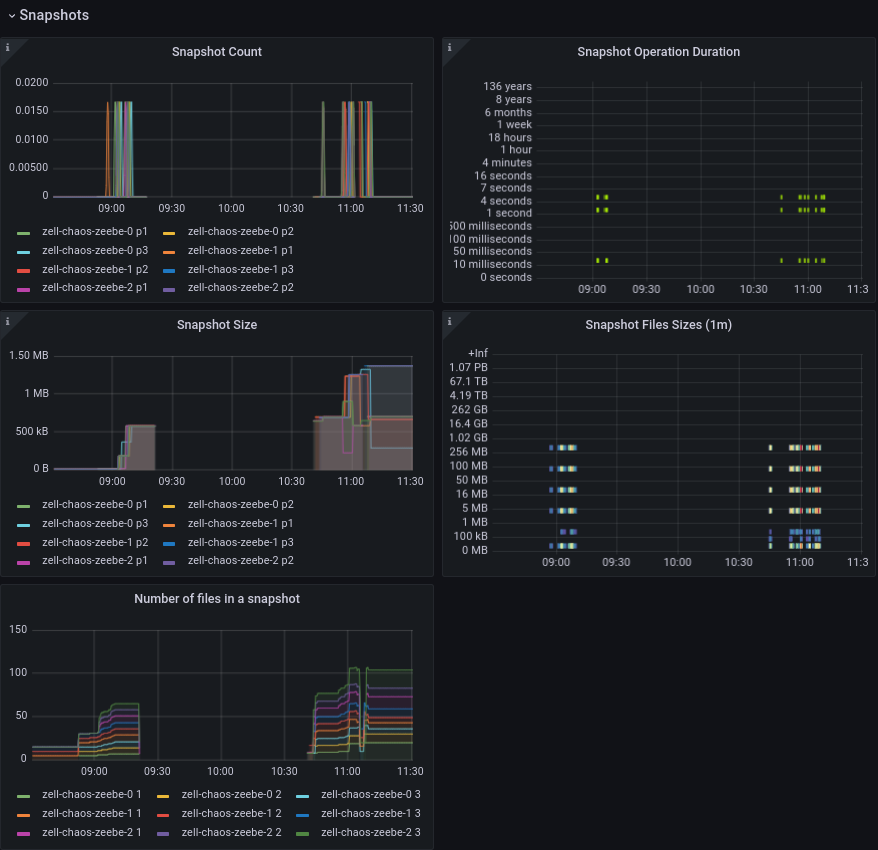 Snapshots
Snapshot Count
0.0200
0.0150
0.0100
0.00500
0
09:00 09:30 10:00 10:30 11:00 11:30
zell-chaos-zeebe-0 p1 zell-chaos-zeebe-0 p2
zell-chaos-zeebe-0 p3 zell-chaos-zeebe-1 p1
zell-chaos-zeebe-1 p2 zell-chaos-zeebe-1 p3
zell-chaos-zeebe-2 p1 zell-chaos-zeebe-2 p2
Snapshot Operation Duration
136 years
8 years
6 months
1 week
18 hours
1 hour
4 minutes
16 seconds
7 seconds
4 seconds
1 second
500 milliseconds
100 milliseconds
50 milliseconds
10 milliseconds
0 seconds
09:00 09:30 10:00 10:30 11:00 11:3
Snapshot Size
1.50 MB
1 MB
500 kB
0 B
09:00 09:30 10:00 10:30 11:00 11:30
zell-chaos-zeebe-0 p1 zell-chaos-zeebe-0 p2
zell-chaos-zeebe-0 p3 zell-chaos-zeebe-1 p1
zell-chaos-zeebe-1 p2 zell-chaos-zeebe-1 p3
zell-chaos-zeebe-2 p1 zell-chaos-zeebe-2 p2
Snapshot Files Sizes (1m)
+Inf
1.07 PB
67.1 TB
4.19 TB
262 GB
16.4 GB
1.02 GB
256 MB
100 MB
50 MB
16 MB
5 MB
1 MB
100 kB
0 MB
09:00 09:30 10:00 10:30 11:00 11:3
Number of files in a snapshot
150
100
50
0
09:00 09:30 10:00 10:30 11:00 11:30
zell-chaos-zeebe-0 1 zell-chaos-zeebe-0 2 zell-chaos-zeebe-0 3
zell-chaos-zeebe-1 1 zell-chaos-zeebe-1 2 zell-chaos-zeebe-1 3
zell-chaos-zeebe-2 1 zell-chaos-zeebe-2 2 zell-chaos-zeebe-2 3